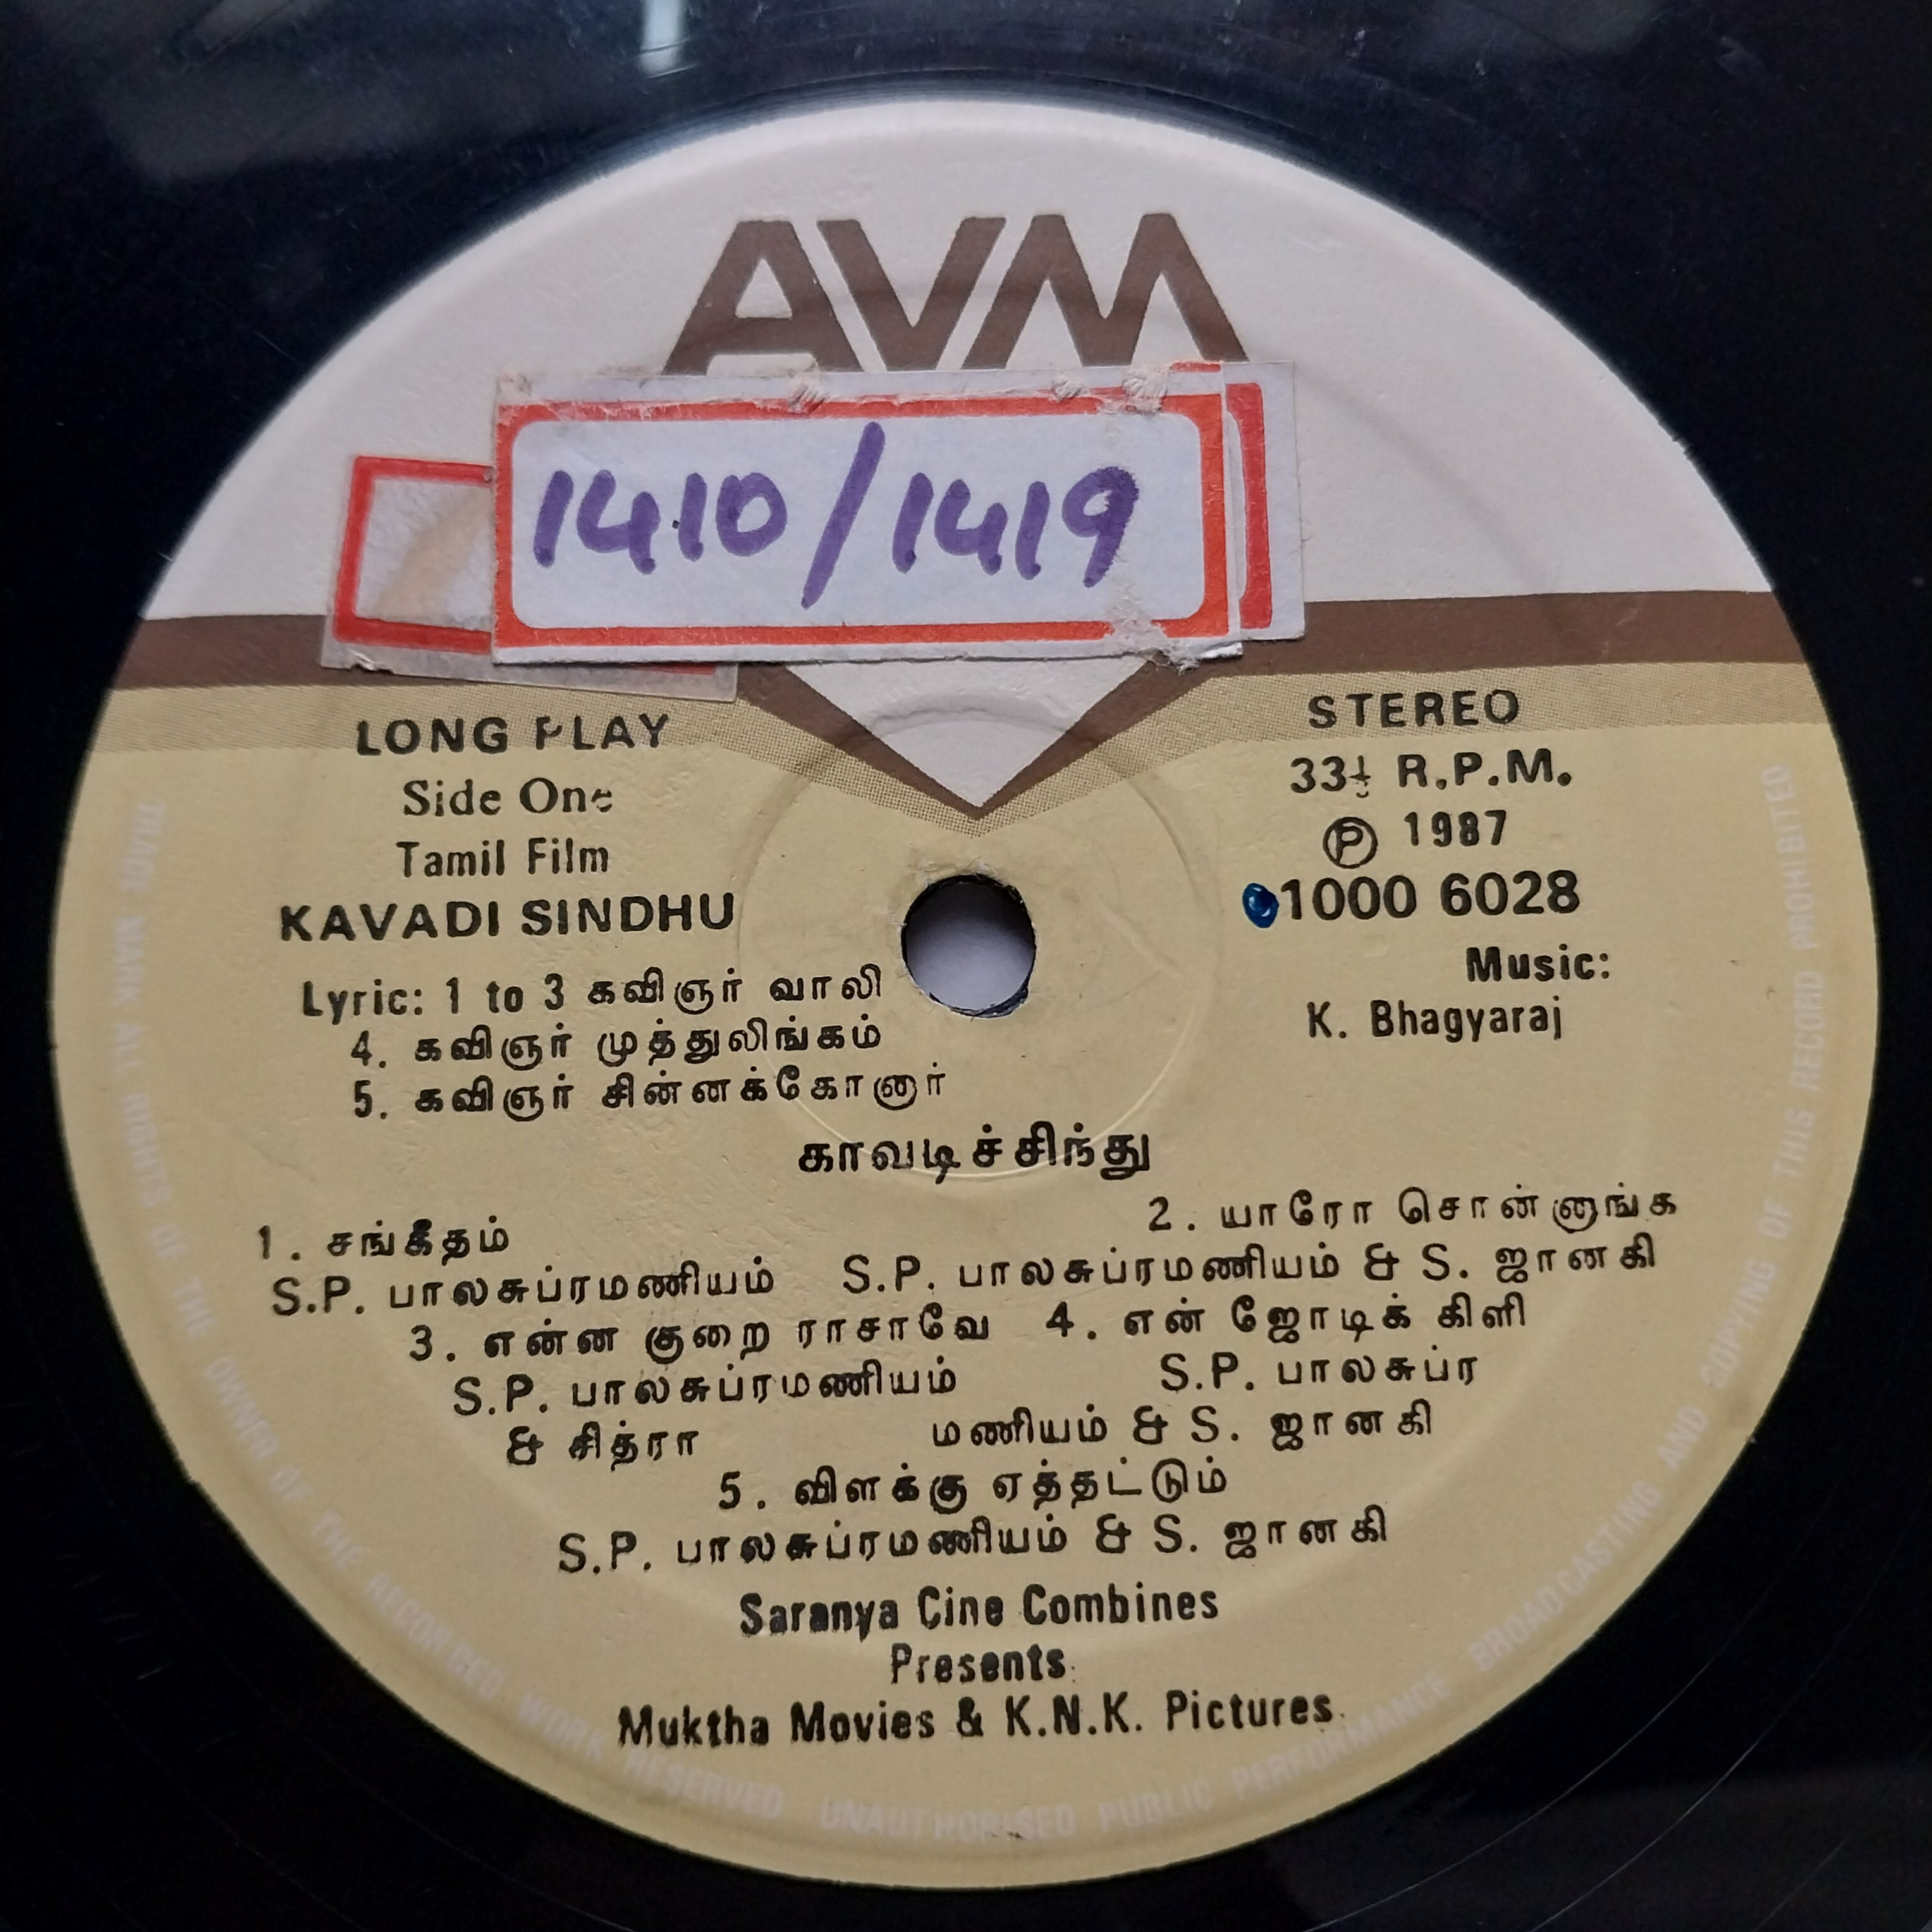 AVM
1410/1419
LONG PLAY
Side One
Tamil Film
KAVADI SINDHU
STEREO
33⅓ R.P.M.
Ⓟ 1987
1000 6028
Music:
K. Bhagyaraj
Lyric: 1 to 3 கவிஞர் வாலி
4. கவிஞர் முத்துலிங்கம்
5. கவிஞர் சின்னக்கோனார்
காவடிச்சிந்து
1. சங்கீதம்
S.P. பாலசுப்ரமணியம்
2. யாரோ சொன்னாங்க
S.P. பாலசுப்ரமணியம் & S. ஜானகி
3. என்ன குறை ராசாவே
S.P. பாலசுப்ரமணியம்
& சித்ரா
4. என் ஜோடிக் கிளி
S.P. பாலசுப்ர
மணியம் & S. ஜானகி
5. விளக்கு ஏத்தட்டும்
S.P. பாலசுப்ரமணியம் & S. ஜானகி
Saranya Cine Combines
Presents
Muktha Movies & K.N.K. Pictures
TRADE MARK ALL RIGHTS OF THE OWNER OF THE RECORDED WORK RESERVED UNAUTHORISED PUBLIC PERFORMANCE BROADCASTING AND COPYING OF THIS RECORD PROHIBITED